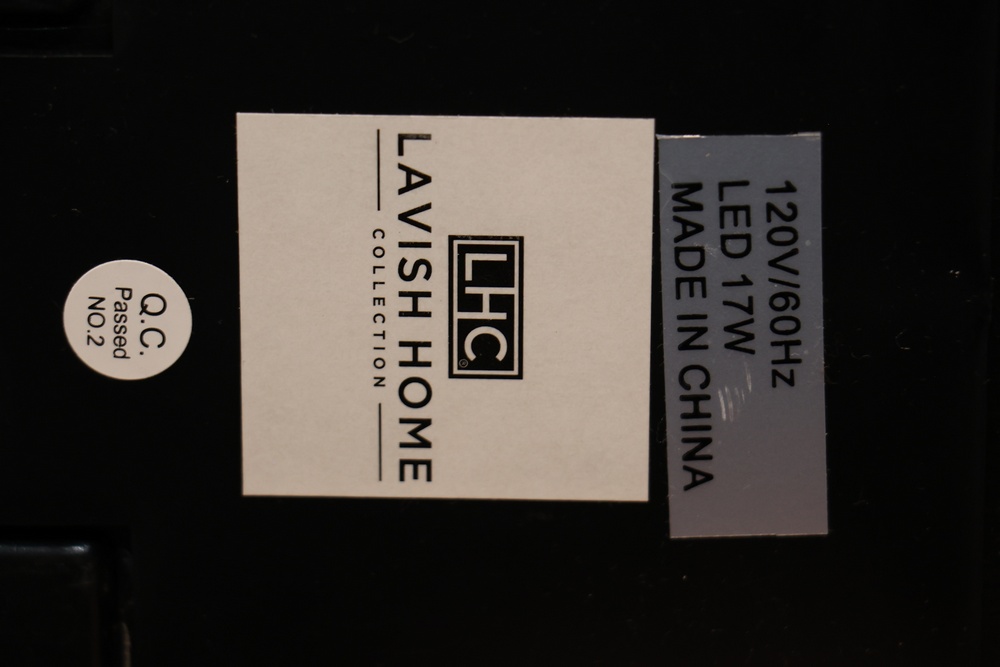 120V/60Hz
LED 17W
MADE IN CHINA
LHC®
LAVISH HOME
COLLECTION
Q.C.
Passed
NO.2